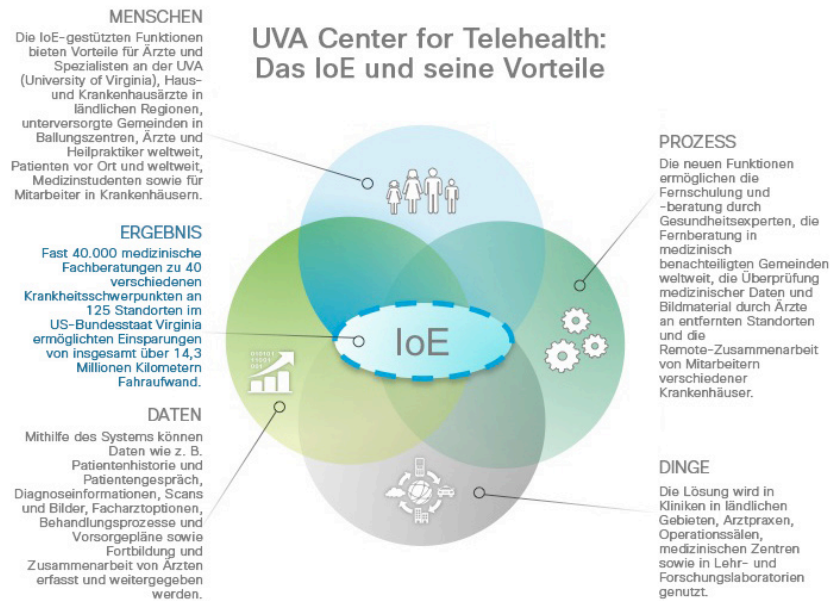 UVA Center for Telehealth:
Das IoE und seine Vorteile
MENSCHEN
Die IoE-gestützten Funktionen
bieten Vorteile für Ärzte und
Spezialisten an der UVA
(University of Virginia), Haus-
und Krankenhausärzte in
ländlichen Regionen,
unterversorgte Gemeinden in
Ballungszentren, Ärzte und
Heilpraktiker weltweit,
Patienten vor Ort und weltweit,
Medizinstudenten sowie für
Mitarbeiter in Krankenhäusern.
ERGEBNIS
Fast 40.000 medizinische
Fachberatungen zu 40
verschiedenen
Krankheitsschwerpunkten an
125 Standorten im
US-Bundesstaat Virginia
ermöglichten Einsparungen
von insgesamt über 14,3
Millionen Kilometern
Fahraufwand.
DATEN
Mithilfe des Systems können
Daten wie z. B.
Patientenhistorie und
Patientengespräch,
Diagnoseinformationen, Scans
und Bilder, Facharztoptionen,
Behandlungsprozesse und
Vorsorgepläne sowie
Fortbildung und
Zusammenarbeit von Ärzten
erfasst und weitergegeben
werden.
010101
11001
001
IoE
PROZESS
Die neuen Funktionen
ermöglichen die
Fernschulung und
-beratung durch
Gesundheitsexperten, die
Fernberatung in
medizinisch
benachteiligten Gemeinden
weltweit, die Überprüfung
medizinischer Daten und
Bildmaterial durch Ärzte
an entfernten Standorten
und die
Remote-Zusammenarbeit
von Mitarbeitern
verschiedener
Krankenhäuser.
DINGE
Die Lösung wird in
Kliniken in ländlichen
Gebieten, Arztpraxen,
Operationssälen,
medizinischen Zentren
sowie in Lehr- und
Forschungslaboratorien
genutzt.